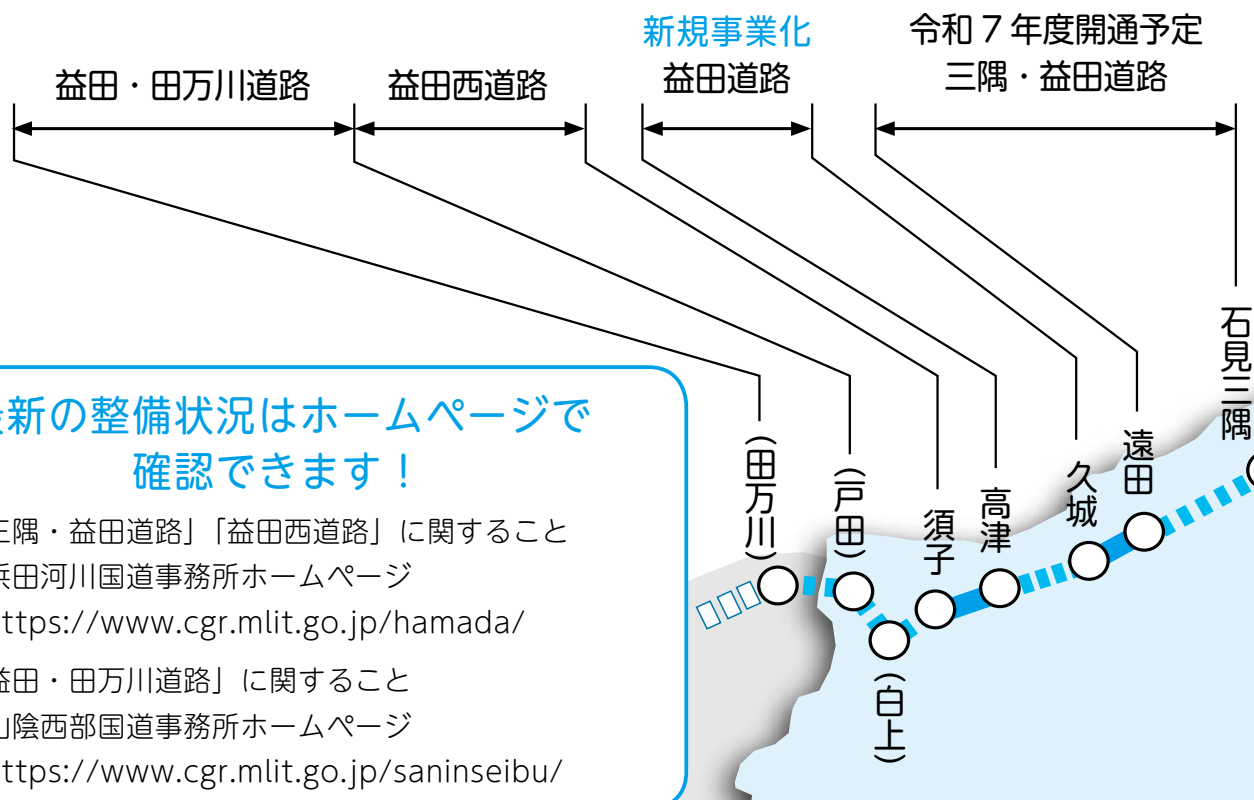 新規事業化
令和7年度開通予定
益田・田万川道路
益田西道路
益田道路
三隅・益田道路
石見三隅
遠田
久城
高津
須子
(戸田)
(田万川)
(白上)
新の整備状況はホームページで
確認できます！
三隅・益田道路」「益田西道路」に関すること
浜田河川国道事務所ホームページ
ttps://www.cgr.mlit.go.jp/hamada/
益田・田万川道路」に関すること
山陰西部国道事務所ホームページ
ttps://www.cgr.mlit.go.jp/saninseibu/